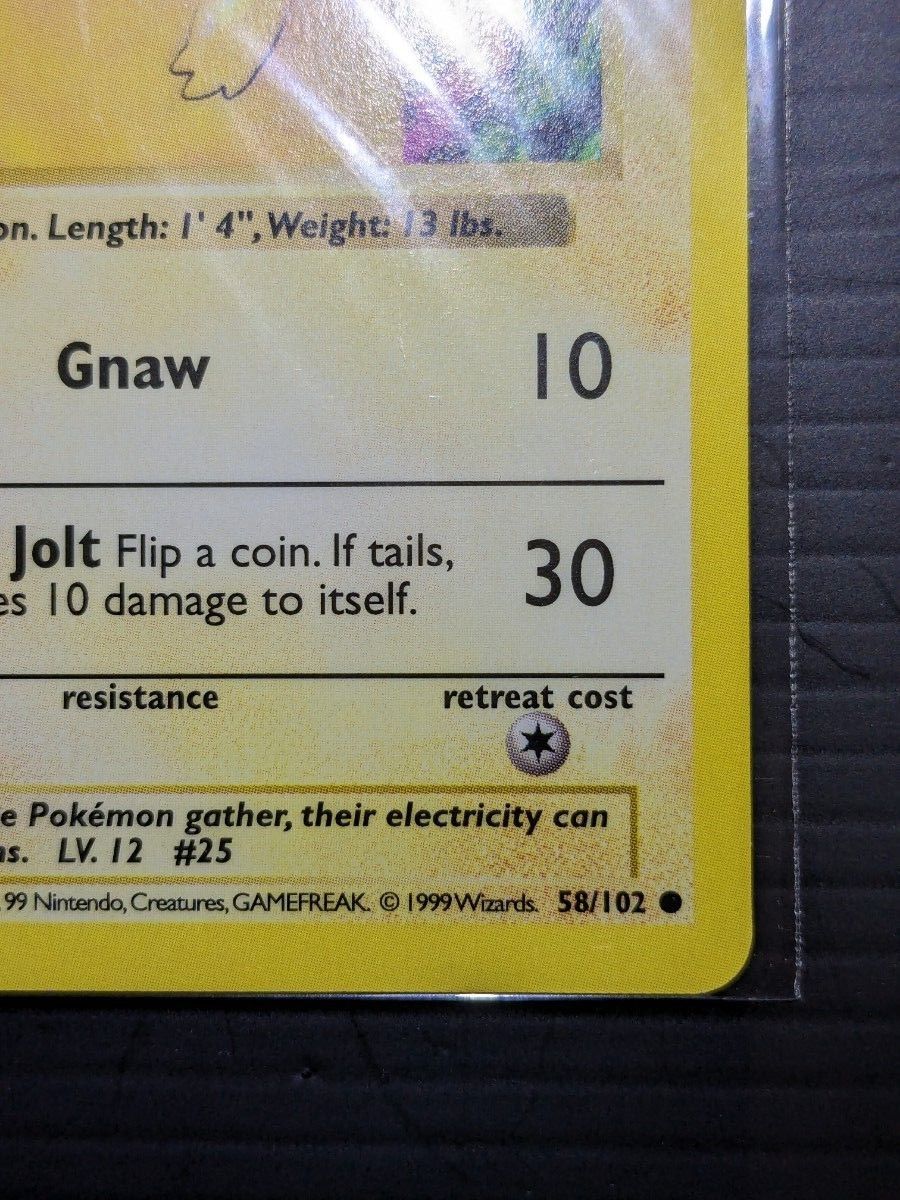 on. Length: 1' 4", Weight: 13 lbs.
Gnaw 10
Jolt Flip a coin. If tails,
es 10 damage to itself.
30
resistance retreat cost
e Pokémon gather, their electricity can
ns. LV. 12 #25
99 Nintendo, Creatures, GAMEFREAK. © 1999 Wizards. 58/102 ●